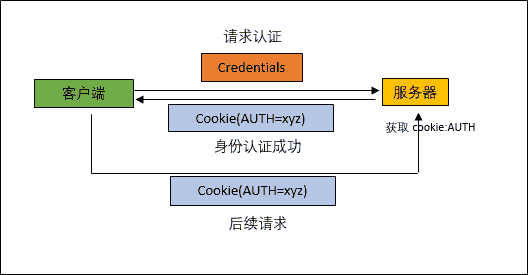 请求认证
Credentials
客户端
服务器
Cookie(AUTH=xyz)
获取 cookie:AUTH
身份认证成功
Cookie(AUTH=xyz)
后续请求